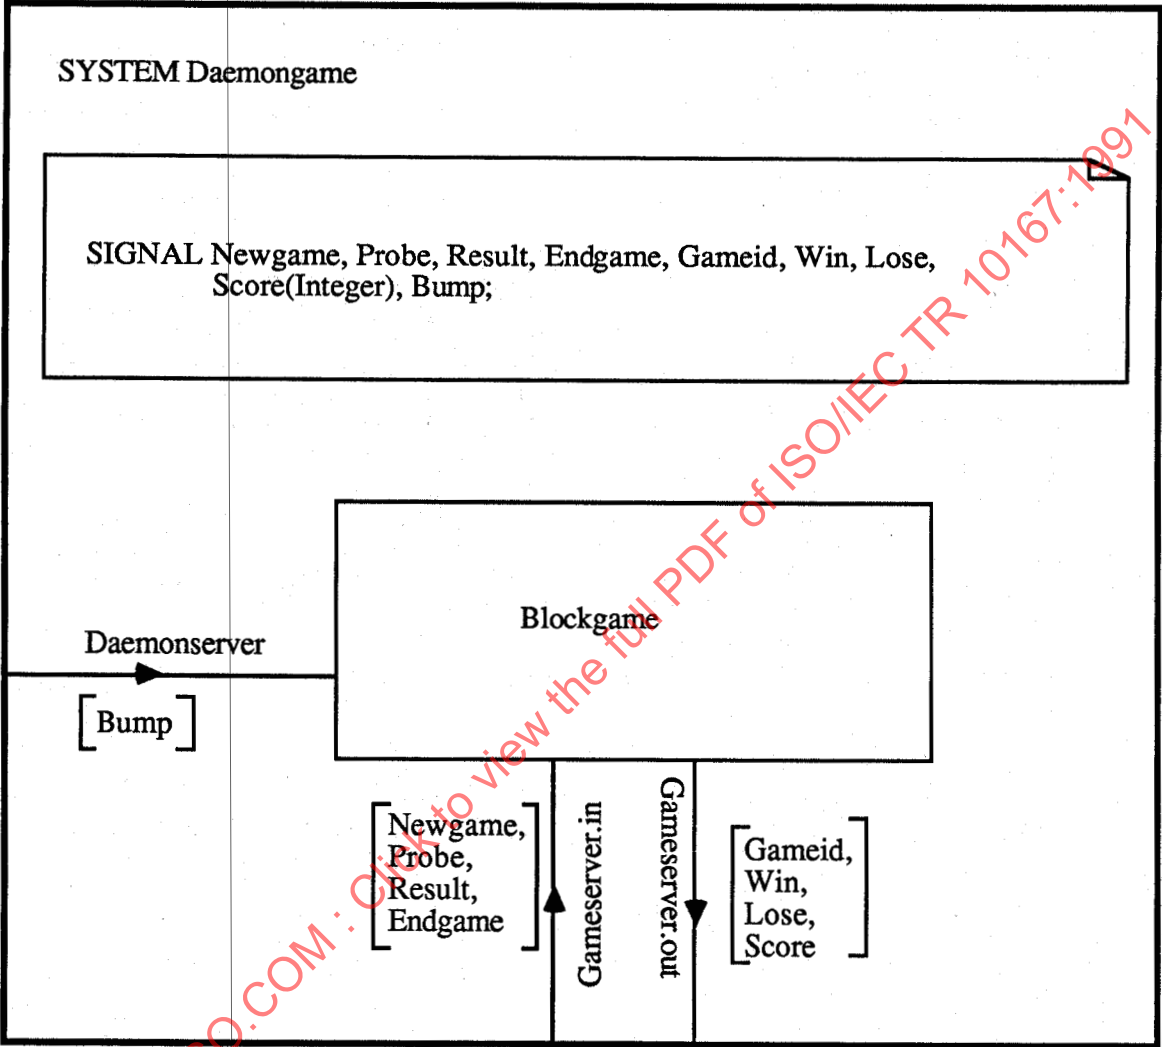 SYSTEM Daemongame
SIGNAL Newgame, Probe, Result, Endgame, Gameid, Win, Lose,
Score(Integer), Bump;
Blockgame
Daemonserver
Bump
Newgame,
Probe,
Result,
Endgame
Gameserver.in
Gameserver.out
Gameid,
Win,
Lose,
Score
O.COM : Click to view the full PDF of ISO/IEC TR 10167:1991